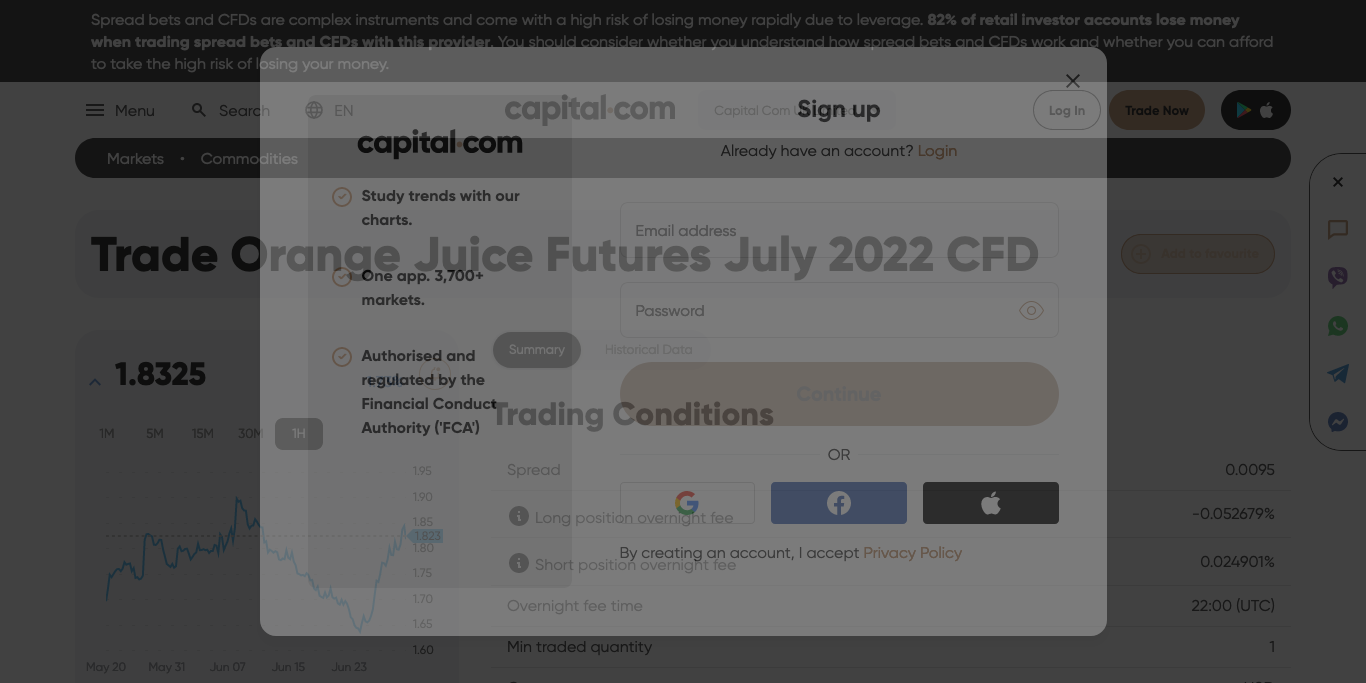 Spread bets and CFDs are complex instruments and come with a high risk of losing money rapidly due to leverage. 82% of retail investor accounts lose money
when trading spread bets and CFDs with this provider. You should consider whether you understand how spread bets and CFDs work and whether you can afford
to take the high risk of losing your money.
Menu
Search
EN
capital.com
Capital Com
Log In
Trade Now
Markets • Commodities
Trade Orange Juice Futures July 2022 CFD
Add to favourite
1.8325
1M 5M 15M 30M 1H
1.95
1.90
1.85
1.823
1.80
1.75
1.70
1.65
1.60
May 20 May 31 Jun 07 Jun 15 Jun 23
Summary
Historical Data
Trading Conditions
Spread 0.0095
Long position overnight fee -0.052679%
Short position overnight fee 0.024901%
Overnight fee time 22:00 (UTC)
Min traded quantity 1
capital.com
Study trends with our
charts.
One app. 3,700+
markets.
Authorised and
regulated by the
Financial Conduct
Authority ('FCA')
Sign up
Already have an account? Login
Email address
Password
Continue
OR
By creating an account, I accept Privacy Policy